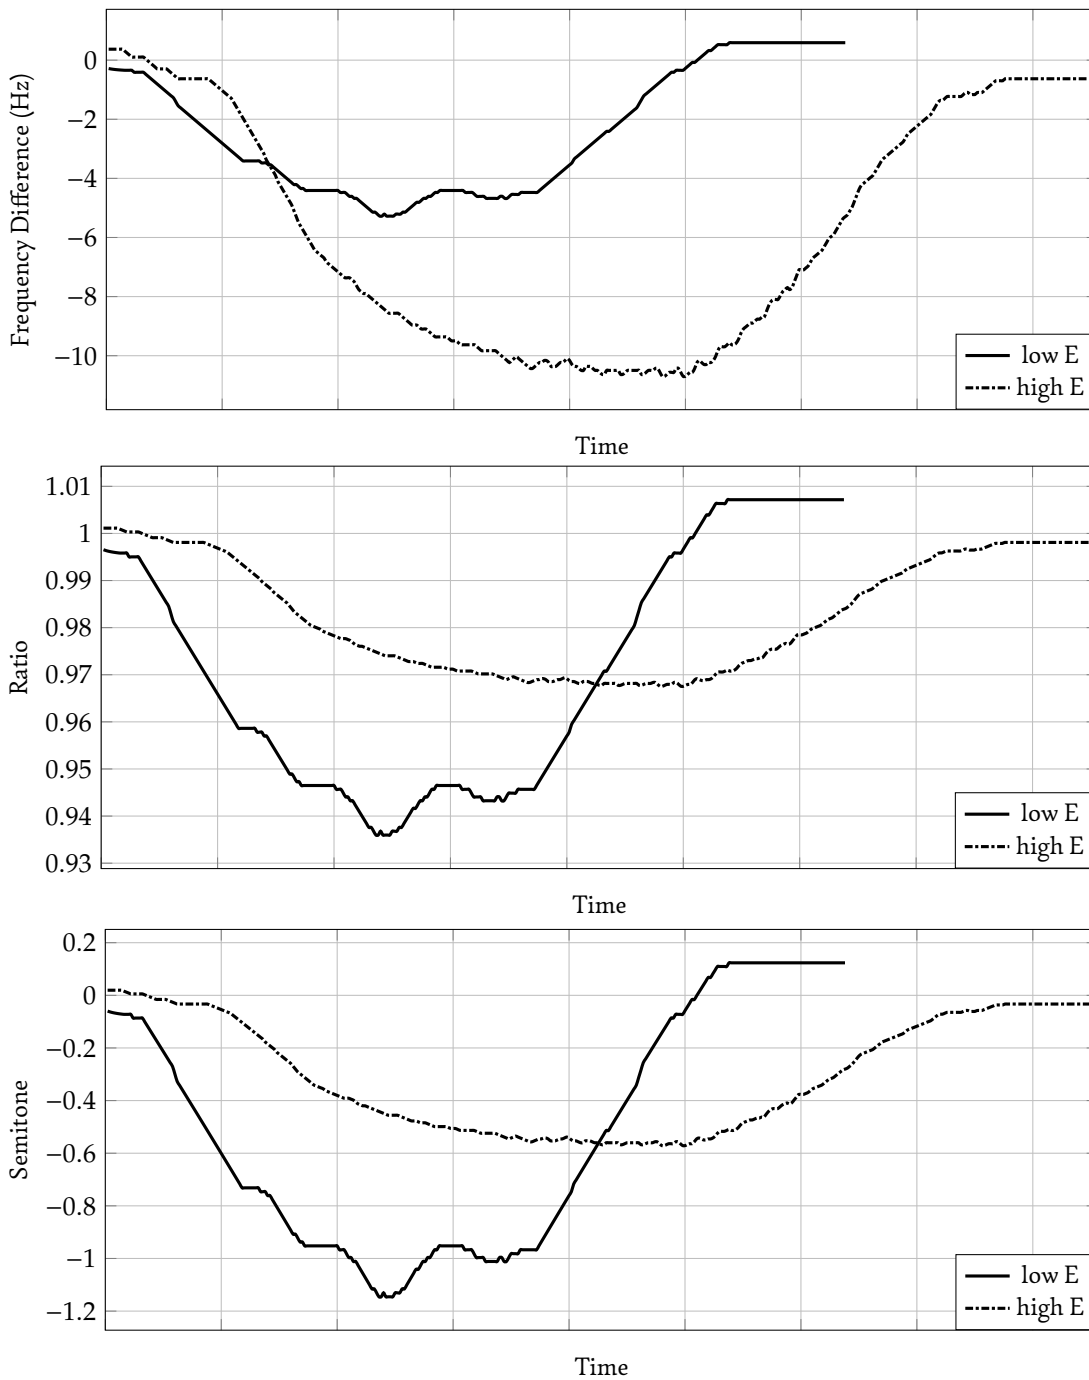 0
−2
−4
−6
−8
−10
Frequency Difference (Hz)
low E
high E
Time
1.01
1
0.99
0.98
0.97
0.96
0.95
0.94
0.93
Ratio
low E
high E
Time
0.2
0
−0.2
−0.4
−0.6
−0.8
−1
−1.2
Semitone
low E
high E
Time